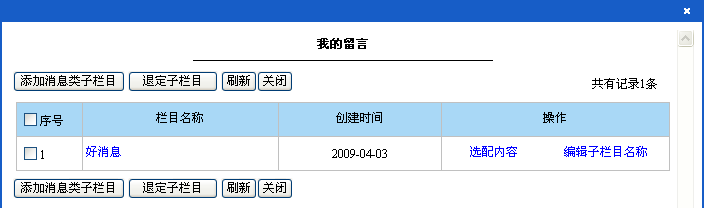 我的留言
添加消息类子栏目 退定子栏目 刷新 关闭 共有记录1条
序号 栏目名称 创建时间 操作
1 好消息 2009-04-03 选配内容 编辑子栏目名称
添加消息类子栏目 退定子栏目 刷新 关闭